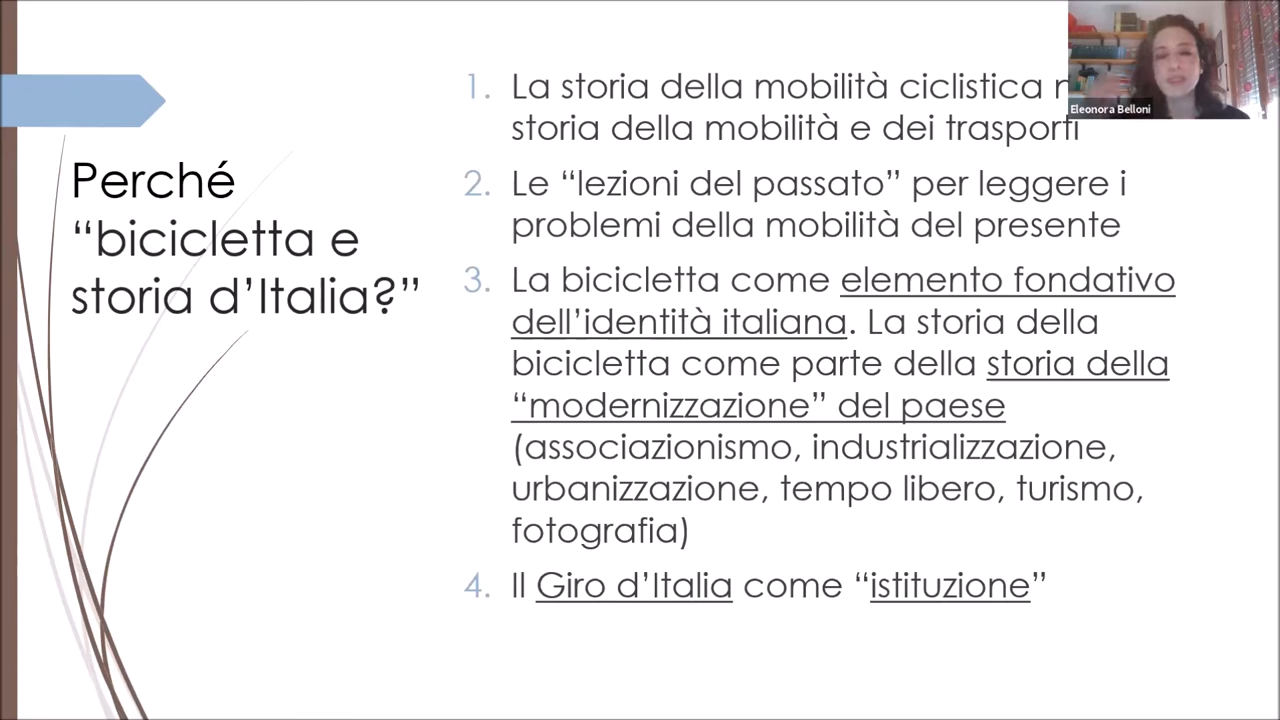 Perché
“bicicletta e
storia d’Italia?”
1. La storia della mobilità ciclistica
storia della mobilità e dei trasporti
2. Le “lezioni del passato” per leggere i
problemi della mobilità del presente
3. La bicicletta come elemento fondativo
dell’identità italiana. La storia della
bicicletta come parte della storia della
“modernizzazione” del paese
(associazionismo, industrializzazione,
urbanizzazione, tempo libero, turismo,
fotografia)
4. Il Giro d’Italia come “istituzione”
Eleonora Belloni